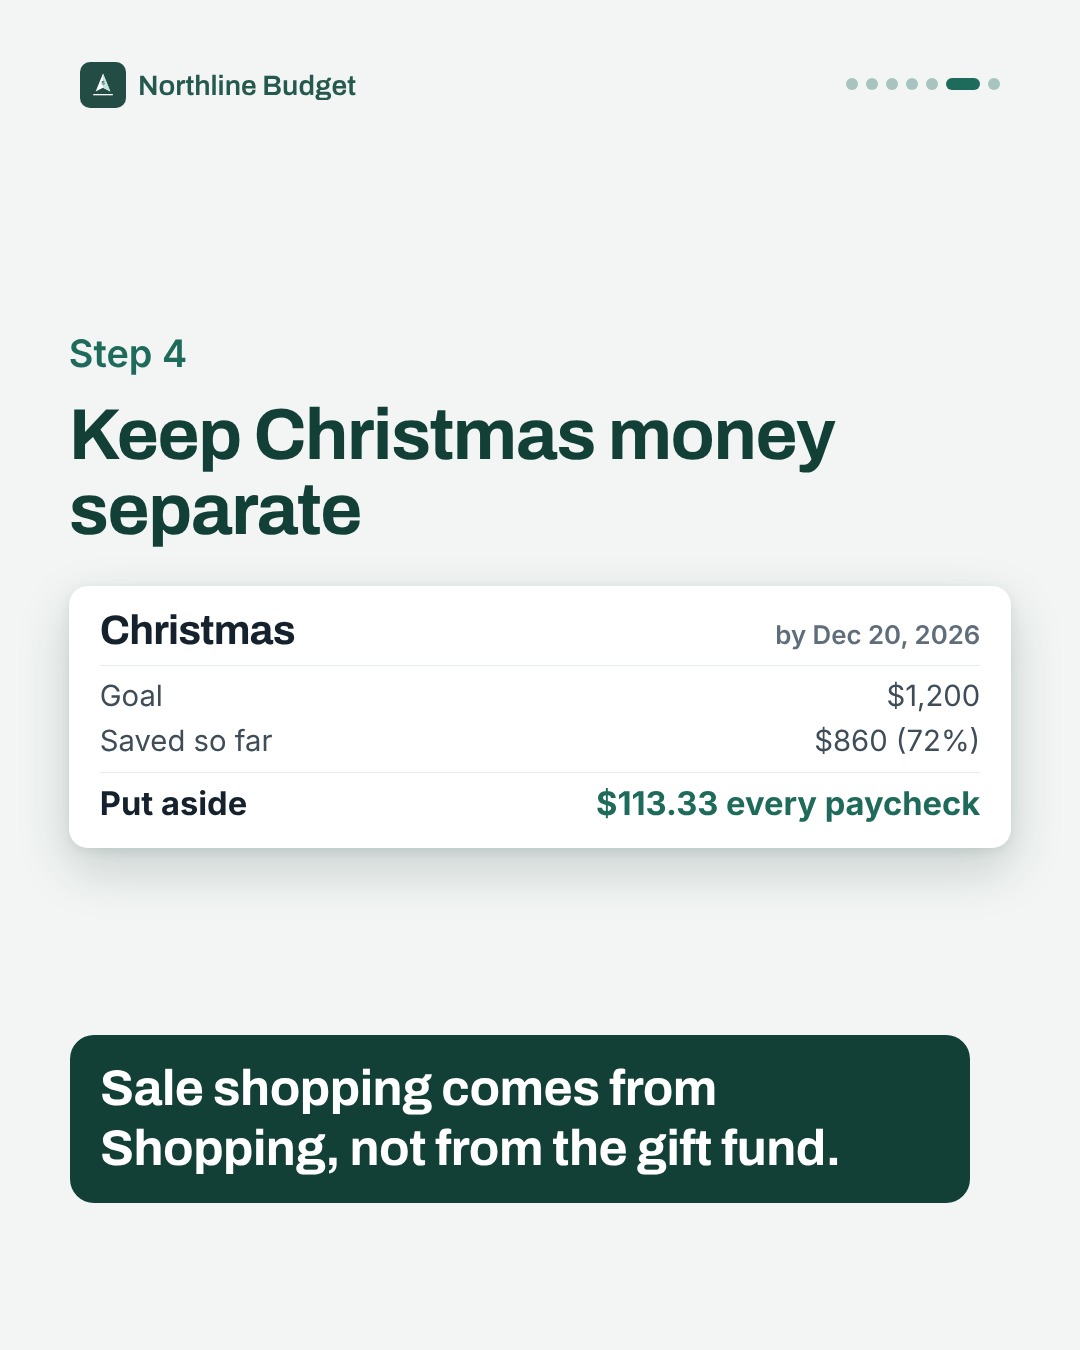 Northline Budget
Step 4
Keep Christmas money
separate
Christmas by Dec 20, 2026
Goal $1,200
Saved so far $860 (72%)
Put aside $113.33 every paycheck
Sale shopping comes from
Shopping, not from the gift fund.